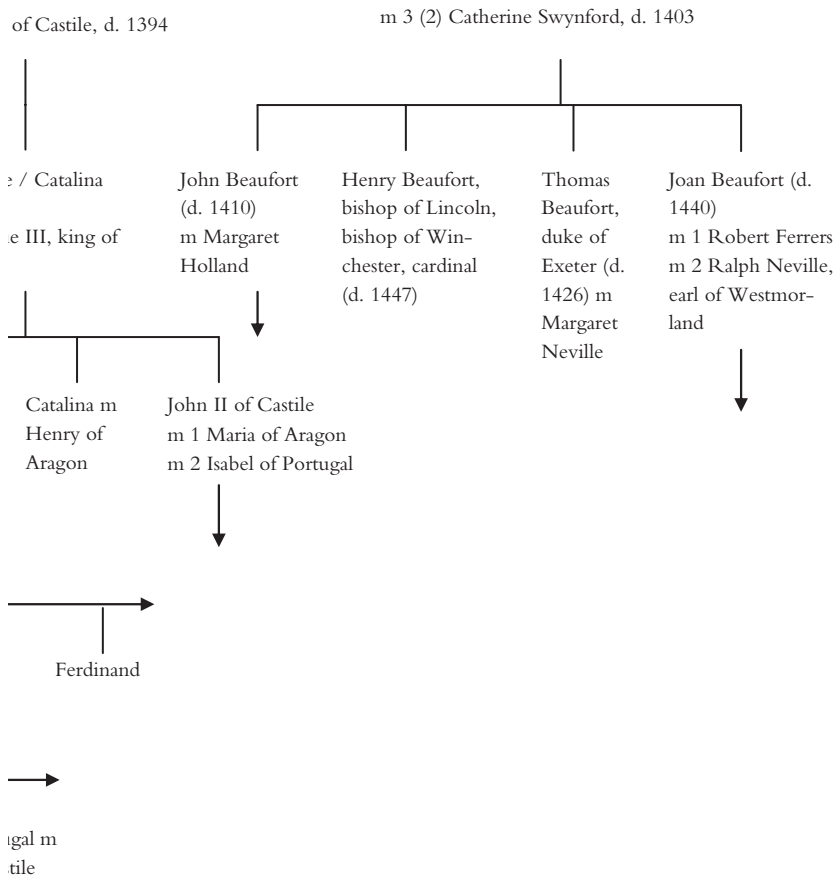 of Castile, d. 1394
m 3 (2) Catherine Swynford, d. 1403
/ Catalina
III, king of
John Beaufort
(d. 1410)
m Margaret
Holland
Henry Beaufort,
bishop of Lincoln,
bishop of Win-
chester, cardinal
(d. 1447)
Thomas
Beaufort,
duke of
Exeter (d.
1426) m
Margaret
Neville
Joan Beaufort (d.
1440)
m 1 Robert Ferrers
m 2 Ralph Neville,
earl of Westmor-
land
Catalina m
Henry of
Aragon
John II of Castile
m 1 Maria of Aragon
m 2 Isabel of Portugal
Ferdinand
m